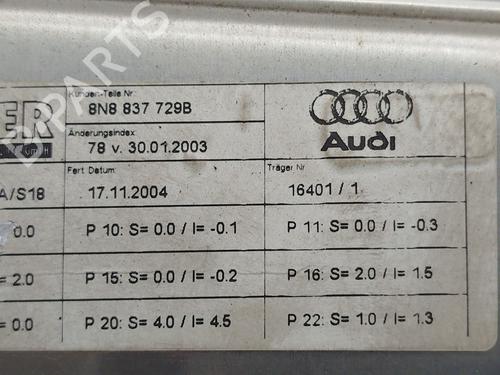 Kunden-Teile Nr:
8N8 837 729B
ER
Änderungsindex:
78 v. 30.01.2003
Audi
Fert Datum:
Träger Nr
A/S18
17.11.2004
16401 / 1
0.0
P 10: S= 0.0 / I= -0.1
P 11: S= 0.0 / I= -0.3
= 2.0
P 15: S= 0.0 / I= -0.2
P 16: S= 2.0 / I= 1.5
= 0.0
P 20: S= 4.0 / I= 4.5
P 22: S= 1.0 / I= 1.3